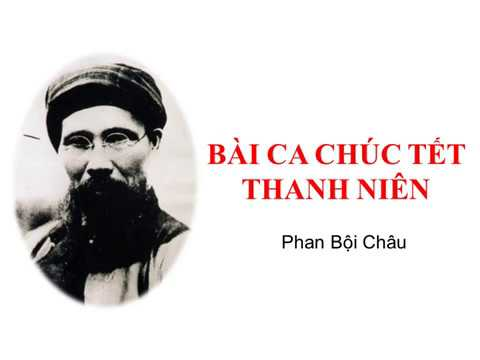 BÀI CA CHÚC TẾT
THANH NIÊN
Phan Bội Châu